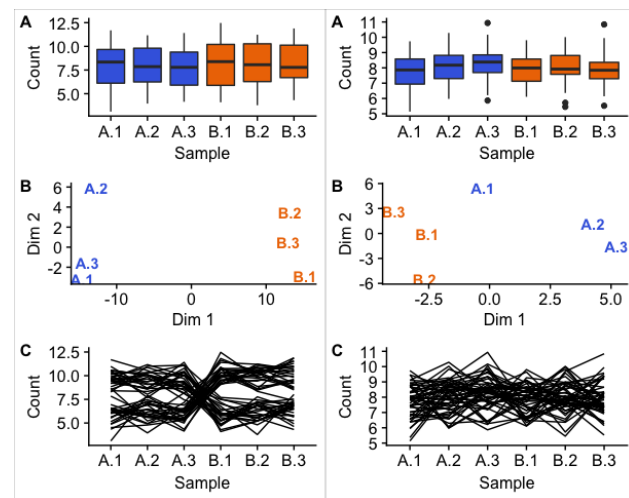 A
12.5
10.0
7.5
5.0
Count
A.1 A.2 A.3 B.1 B.2 B.3
Sample
A
11
10
9
8
7
6
5
Count
A.1 A.2 A.3 B.1 B.2 B.3
Sample
B
6
4
2
0
-2
Dim 2
A.2
B.2
B.3
A.3
A.1
B.1
-10 0 10
Dim 1
B
6
3
0
-3
-6
Dim 2
A.1
B.3
A.2
B.1
A.3
B.2
-2.5 0.0 2.5 5.0
Dim 1
C
12.5
10.0
7.5
5.0
Count
A.1 A.2 A.3 B.1 B.2 B.3
Sample
C
11
10
9
8
7
6
5
Count
A.1 A.2 A.3 B.1 B.2 B.3
Sample